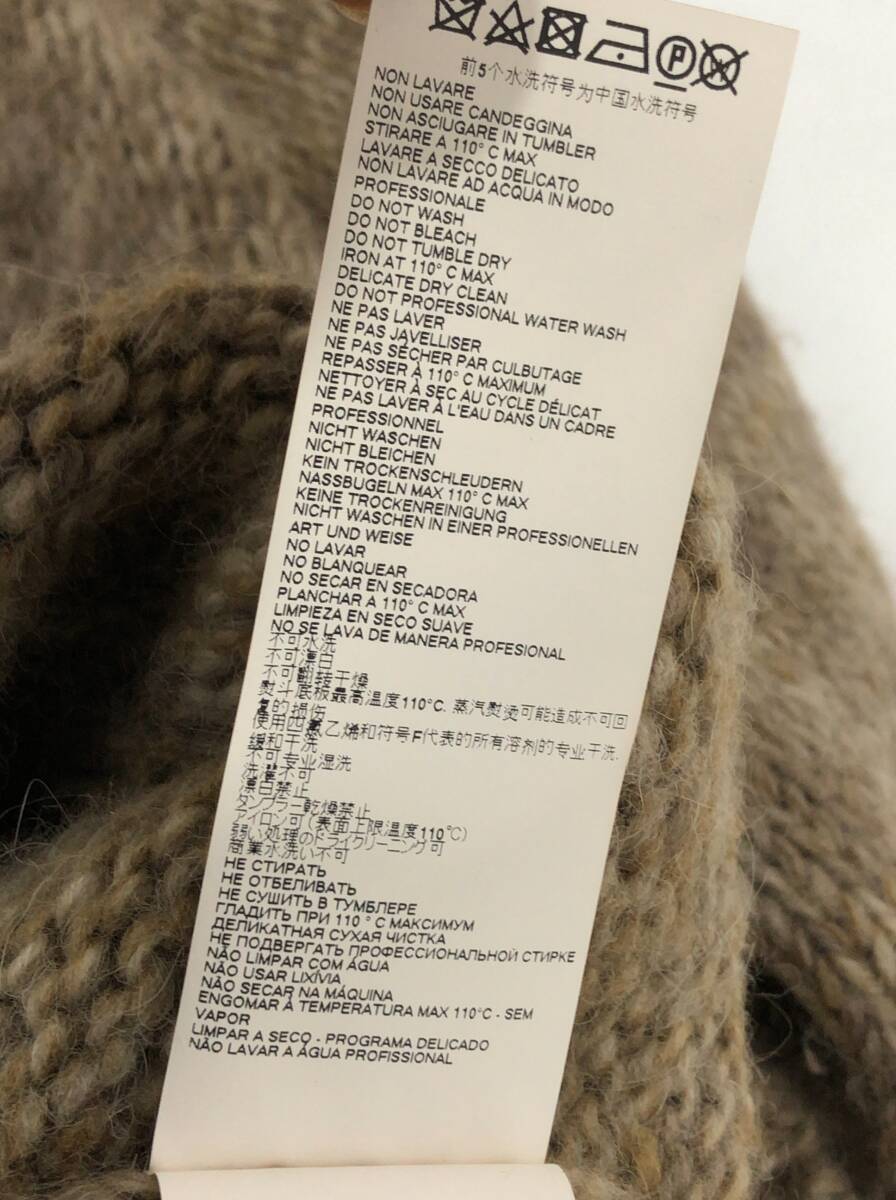 前5个水洗符号为中国水洗符号
NON LAVARE
NON USARE CANDEGGINA
NON ASCIUGARE IN TUMBLER
STIRARE A 110° C MAX
LAVARE A SECCO DELICATO
NON LAVARE AD ACQUA IN MODO
PROFESSIONALE
DO NOT WASH
DO NOT BLEACH
DO NOT TUMBLE DRY
IRON AT 110° C MAX
DELICATE DRY CLEAN
DO NOT PROFESSIONAL WATER WASH
NE PAS LAVER
NE PAS JAVELLISER
NE PAS SÉCHER PAR CULBUTAGE
REPASSER À 110° C MAXIMUM
NETTOYER À SEC AU CYCLE DÉLICAT
NE PAS LAVER À L'EAU DANS UN CADRE
PROFESSIONNEL
NICHT WASCHEN
NICHT BLEICHEN
KEIN TROCKENSCHLEUDERN
NASSBUGELN MAX 110° C MAX
KEINE TROCKENREINIGUNG
NICHT WASCHEN IN EINER PROFESSIONELLEN
ART UND WEISE
NO LAVAR
NO BLANQUEAR
NO SECAR EN SECADORA
PLANCHAR A 110° C MAX
LIMPIEZA EN SECO SUAVE
NO SE LAVA DE MANERA PROFESIONAL
不可水洗
不可漂白
不可翻转干燥
熨斗底板最高温度110°C. 蒸汽熨烫可能造成不可回
复的损伤
使用四氯乙烯和符号F代表的所有溶剂的专业干洗.
缓和干洗
不可专业湿洗
洗濯不可
漂白禁止
タンブラー乾燥禁止
アイロン可(表面上限温度110℃)
弱い処理のドライクリーニング可
商業水洗い不可
НЕ СТИРАТЬ
НЕ ОТБЕЛИВАТЬ
НЕ СУШИТЬ В ТУМБЛЕРЕ
ГЛАДИТЬ ПРИ 110 ° С МАКСИМУМ
ДЕЛИКАТНАЯ СУХАЯ ЧИСТКА
НЕ ПОДВЕРГАТЬ ПРОФЕССИОНАЛЬНОЙ СТИРКЕ
NÃO LIMPAR COM ÁGUA
NÃO USAR LIXÍVIA
NÃO SECAR NA MÁQUINA
ENGOMAR À TEMPERATURA MAX 110°C - SEM
VAPOR
LIMPAR A SECO - PROGRAMA DELICADO
NÃO LAVAR A ÁGUA PROFISSIONAL